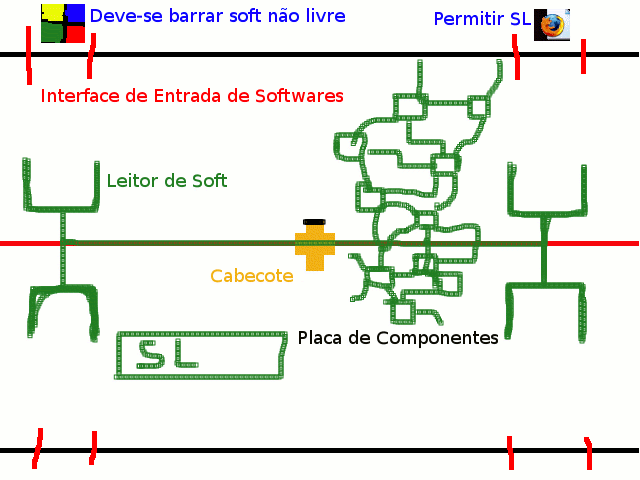 Deve-se barrar soft não livre
Permitir SL
Interface de Entrada de Softwares
Leitor de Soft
Cabecote
Placa de Componentes
SL